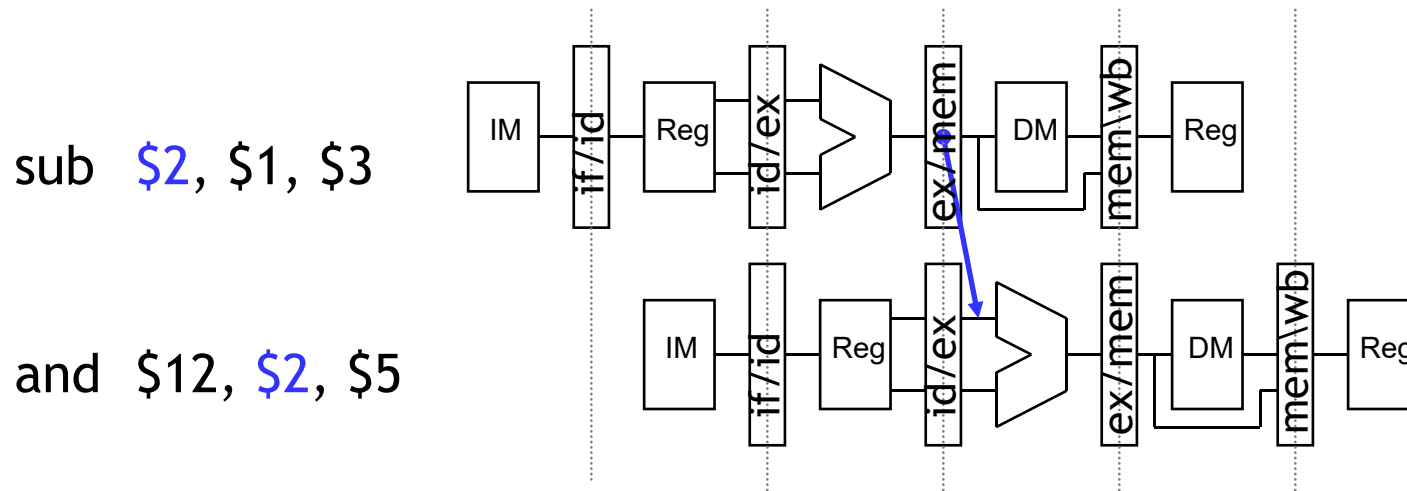 sub $2, $1, $3
IM if/id Reg id/ex ex/mem DM mem\wb Reg
and $12, $2, $5
IM if/id Reg id/ex ex/mem DM mem\wb Reg